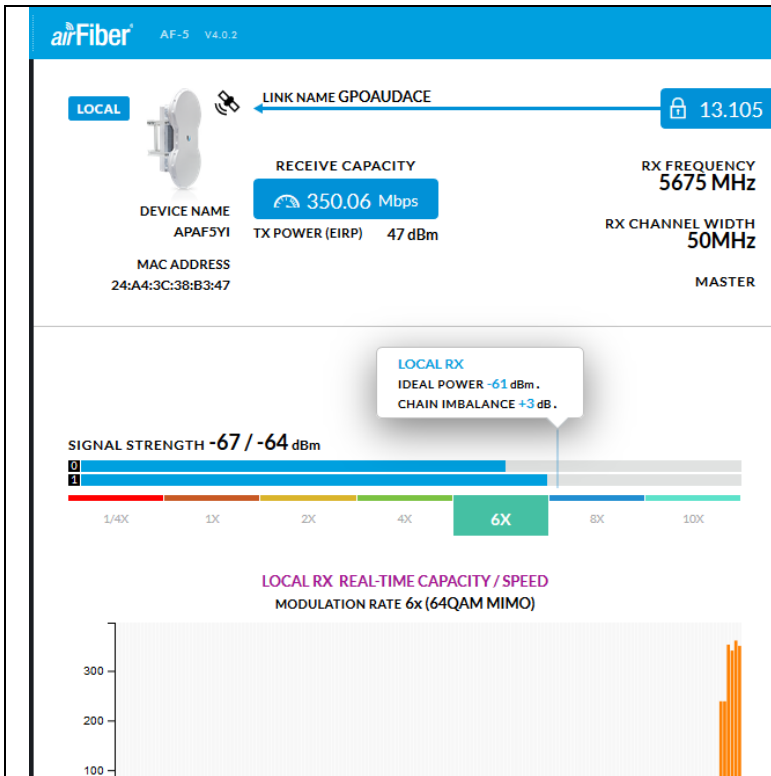 airFiber AF-5 V4.0.2
LOCAL
LINK NAME GPOAUDACE
13.105
RECEIVE CAPACITY
350.06 Mbps
TX POWER (EIRP) 47 dBm
RX FREQUENCY
5675 MHz
RX CHANNEL WIDTH
50MHz
MASTER
DEVICE NAME
APAF5YI
MAC ADDRESS
24:A4:3C:38:B3:47
LOCAL RX
IDEAL POWER -61 dBm.
CHAIN IMBALANCE +3 dB.
SIGNAL STRENGTH -67 / -64 dBm
0
1
1/4X 1X 2X 4X 6X 8X 10X
LOCAL RX REAL-TIME CAPACITY / SPEED
MODULATION RATE 6x (64QAM MIMO)
300
200
100